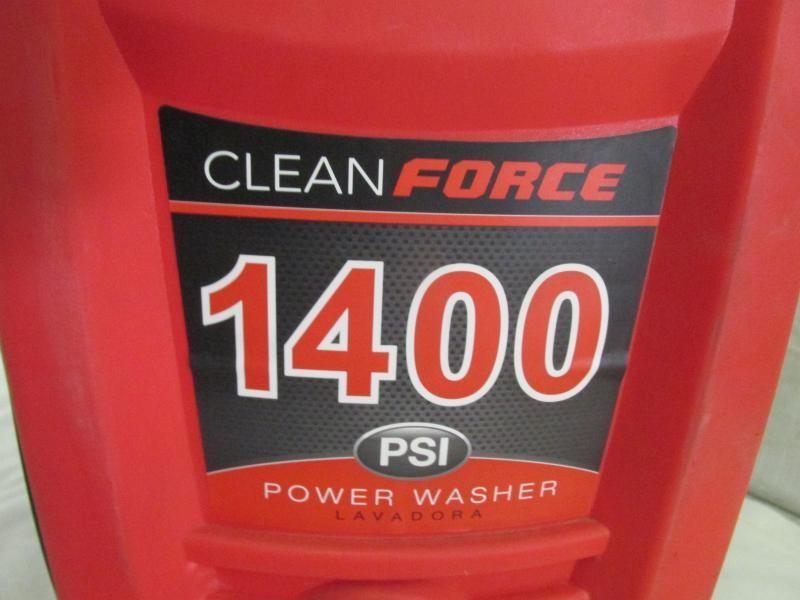 CLEAN FORCE
1400
PSI
POWER WASHER
LAVADORA